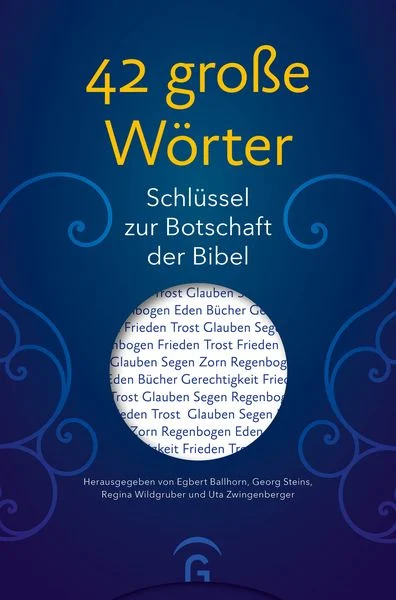 42 große
Wörter
Schlüssel
zur Botschaft
der Bibel
Trost Glauben
Eden Bücher
Frieden Trost Glauben Segen
Frieden Trost Frieden
Glauben Segen Zorn Regenbogen
Eden Bücher Gerechtigkeit
Trost Glauben Segen
Trost Glauben Segen
Zorn Regenbogen Eden
Frieden
Herausgegeben von Egbert Ballhorn, Georg Steins,
Regina Wildgruber und Uta Zwingenberger
G